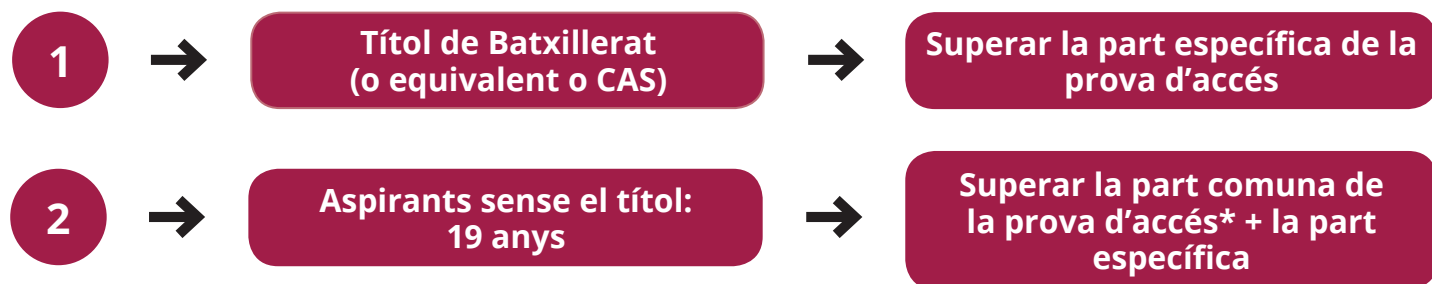 1
Títol de Batxillerat
(o equivalent o CAS)
Superar la part específica de la
prova d’accés
2
Aspirants sense el títol:
19 anys
Superar la part comuna de
la prova d’accés* + la part
específica